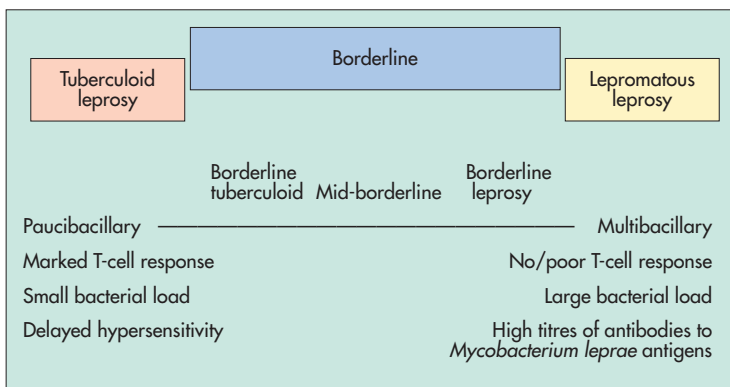 Borderline
Tuberculoid
leprosy
Lepromatous
leprosy
Borderline
tuberculoid
Mid-borderline
Borderline
leprosy
Paucibacillary
Multibacillary
Marked T-cell response
No/poor T-cell response
Small bacterial load
Large bacterial load
Delayed hypersensitivity
High titres of antibodies to
Mycobacterium leprae antigens